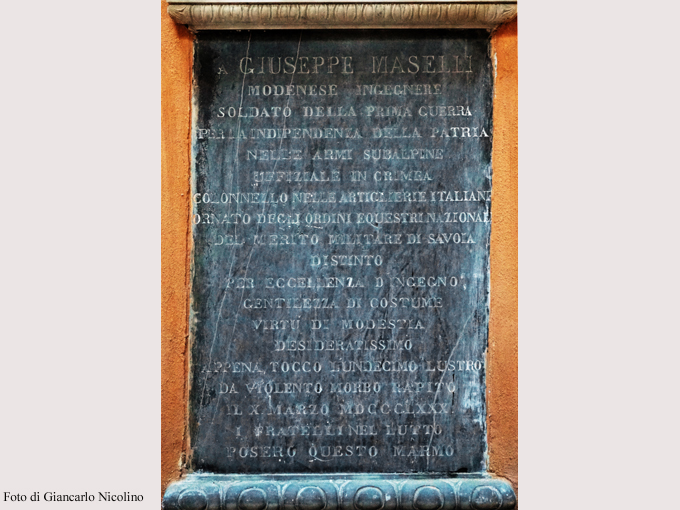 A GIUSEPPE MASELLI
MODENESE INGEGNERE
SOLDATO DELLA PRIMA GUERRA
PER LA INDIPENDENZA DELLA PATRIA
NELLE ARMI SUBALPINE
UFFIZIALE IN CRIMEA
COLONNELLO NELLE ARTIGLIERIE ITALIANE
ORNATO DEGLI ORDINI EQUESTRI NAZIONALI
DEL MERITO MILITARE DI SAVOIA
DISTINTO
PER ECCELLENZA D'INGEGNO,
GENTILEZZA DI COSTUME
VIRTÙ DI MODESTIA
DESIDERATISSIMO
APPENA TOCCO L'UNDECIMO LUSTRO
DA VIOLENTO MORBO RAPITO
IL X MARZO
I FRATELLI NEL LUTTO
POSERO QUESTO MARMO
Foto di Giancarlo Nicolino